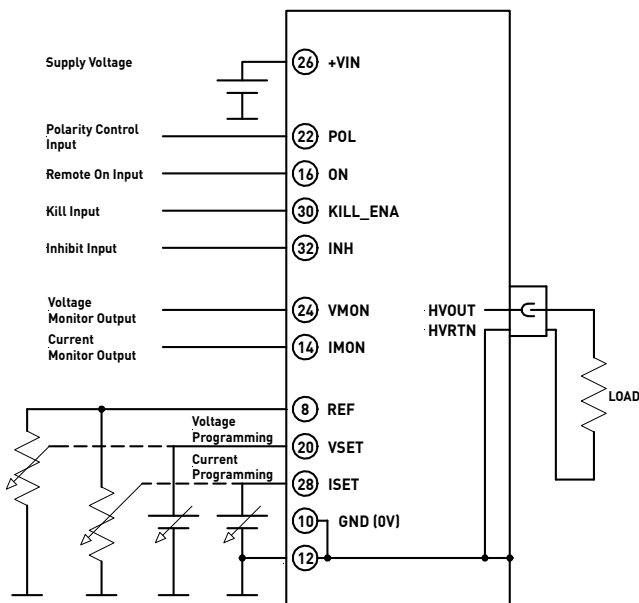 Supply Voltage
26 +VIN
Polarity Control
Input
22 POL
Remote On Input
16 ON
Kill Input
30 KILL_ENA
Inhibit Input
32 INH
Voltage
Monitor Output
24 VMON
Current
Monitor Output
14 IMON
HVOUT
HVRTN
LOAD
8 REF
Voltage
Programming
20 VSET
Current
Programming
28 ISET
10 GND (0V)
12